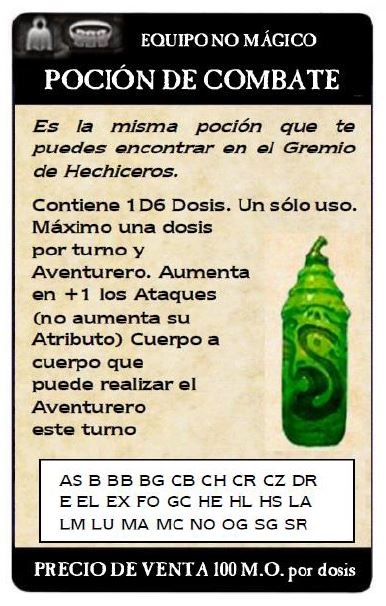 EQUIPO NO MÁGICO
POCIÓN DE COMBATE
Es la misma poción que te
puedes encontrar en el Gremio
de Hechiceros.
Contiene 1D6 Dosis. Un sólo uso.
Máximo una dosis
por turno y
Aventurero. Aumenta
en +1 los Ataques
(no aumenta su
Atributo) Cuerpo a
cuerpo que
puede realizar el
Aventurero
este turno
AS B BB BG CB CH CR CZ DR
E EL EX FO GC HE HL HS LA
LM LU MA MC NO OG SG SR
PRECIO DE VENTA 100 M.O. por dosis